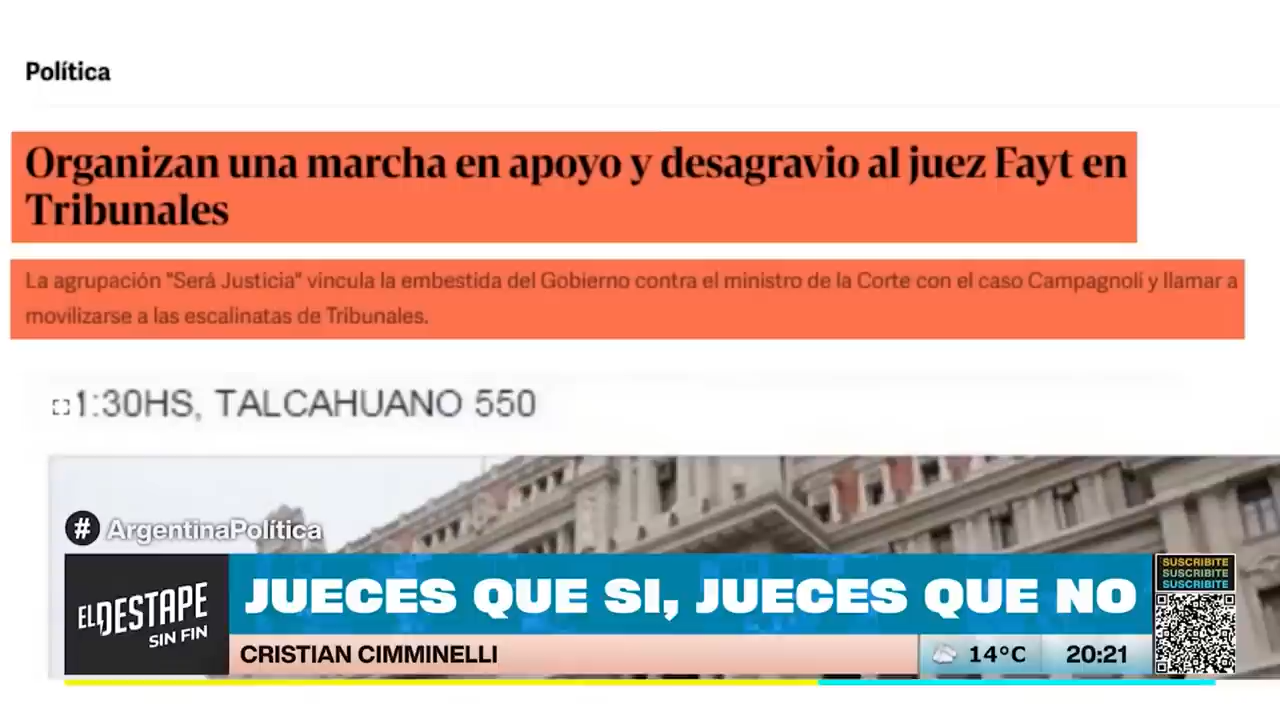 Política
Organizan una marcha en apoyo y desagravio al juez Fayt en
Tribunales
La agrupación "Será Justicia" vincula la embestida del Gobierno contra el ministro de la Corte con el caso Campagnoli y llamar a
movilizarse a las escalinatas de Tribunales.
1:30HS, TALCAHUANO 550
# ArgentinaPolítica
EL DESTAPE
SIN FIN
JUECES QUE SI, JUECES QUE NO
CRISTIAN CIMMINELLI
14°C 20:21
SUSCRIBITE
SUSCRIBITE
SUSCRIBITE